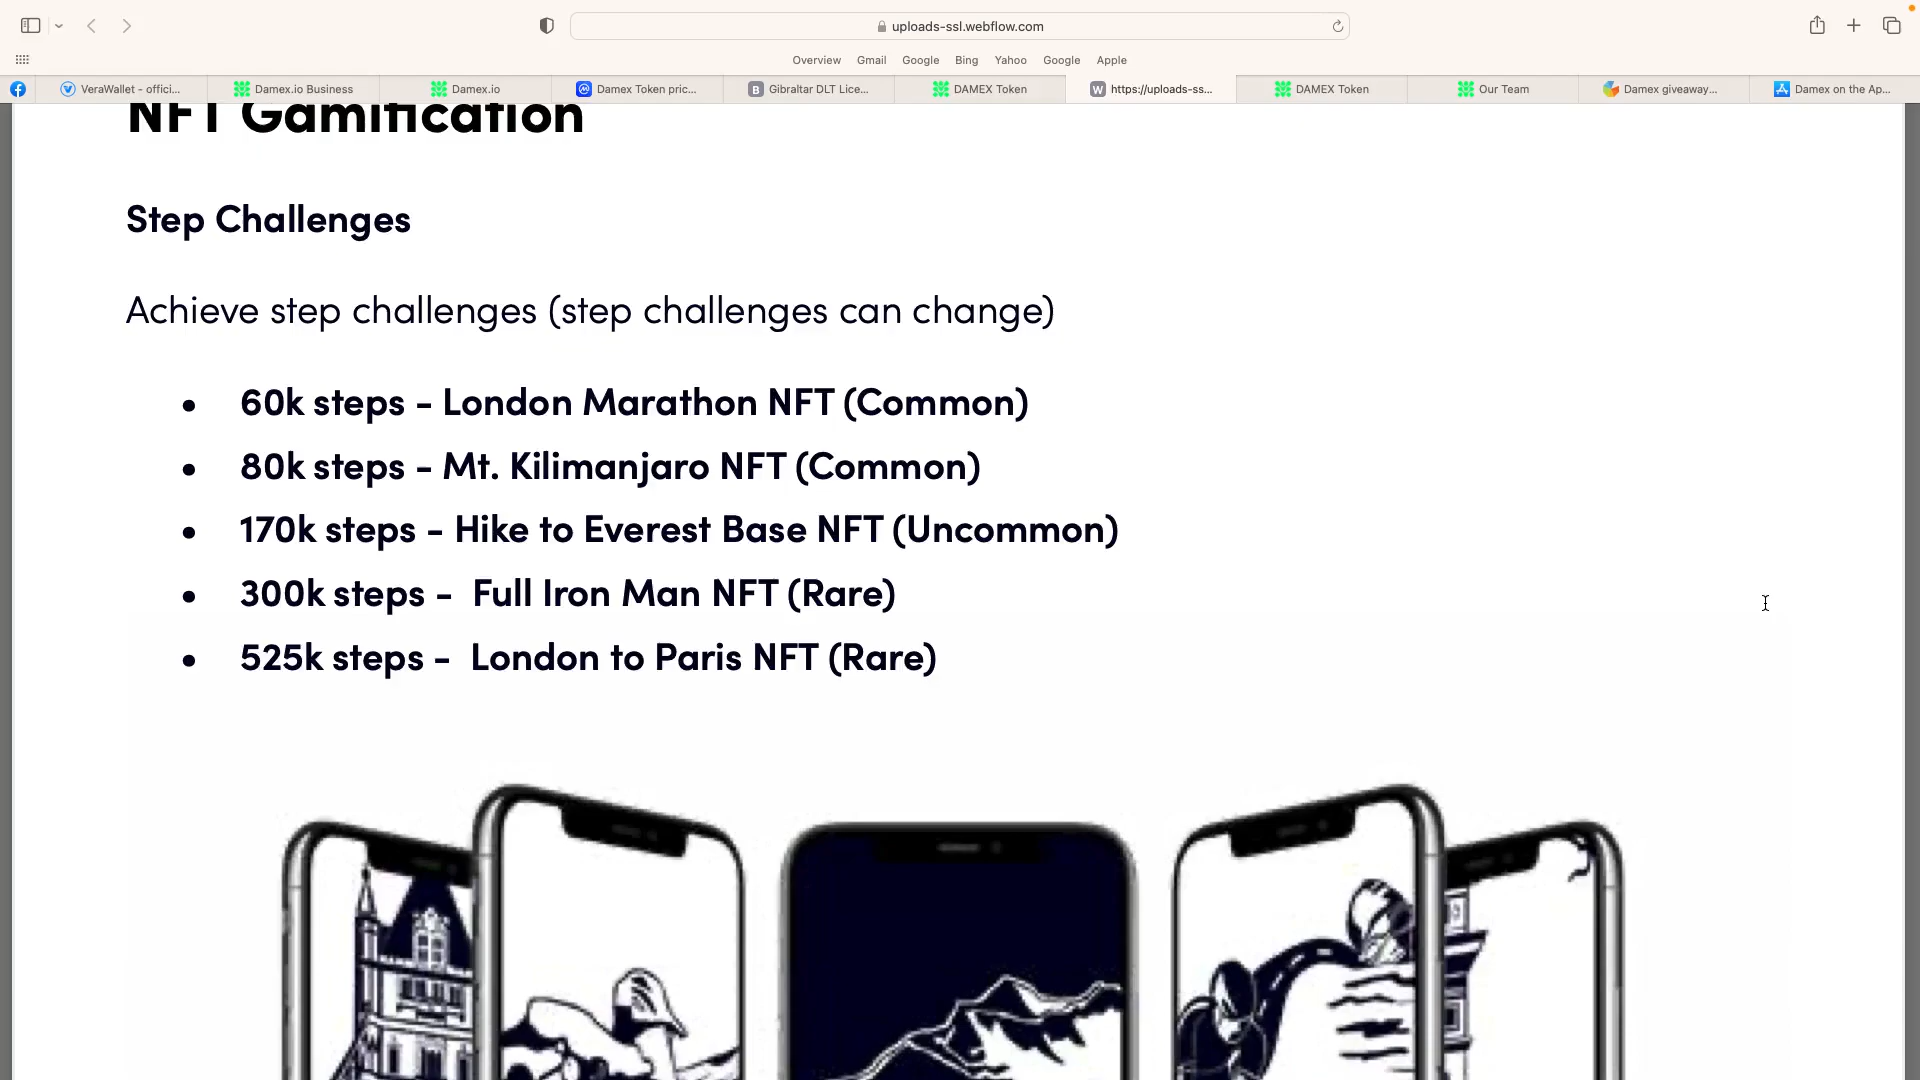 uploads-ssl.webflow.com
Overview Gmail Google Bing Yahoo Google Apple
VeraWallet - offici... Damex.io Business Damex.io Damex Token pric... Gibraltar DLT Lice... DAMEX Token https://uploads-ss... DAMEX Token Our Team Damex giveaway... Damex on the Ap...
NFT Gamification
Step Challenges
Achieve step challenges (step challenges can change)
• 60k steps - London Marathon NFT (Common)
• 80k steps - Mt. Kilimanjaro NFT (Common)
• 170k steps - Hike to Everest Base NFT (Uncommon)
• 300k steps - Full Iron Man NFT (Rare)
• 525k steps - London to Paris NFT (Rare)